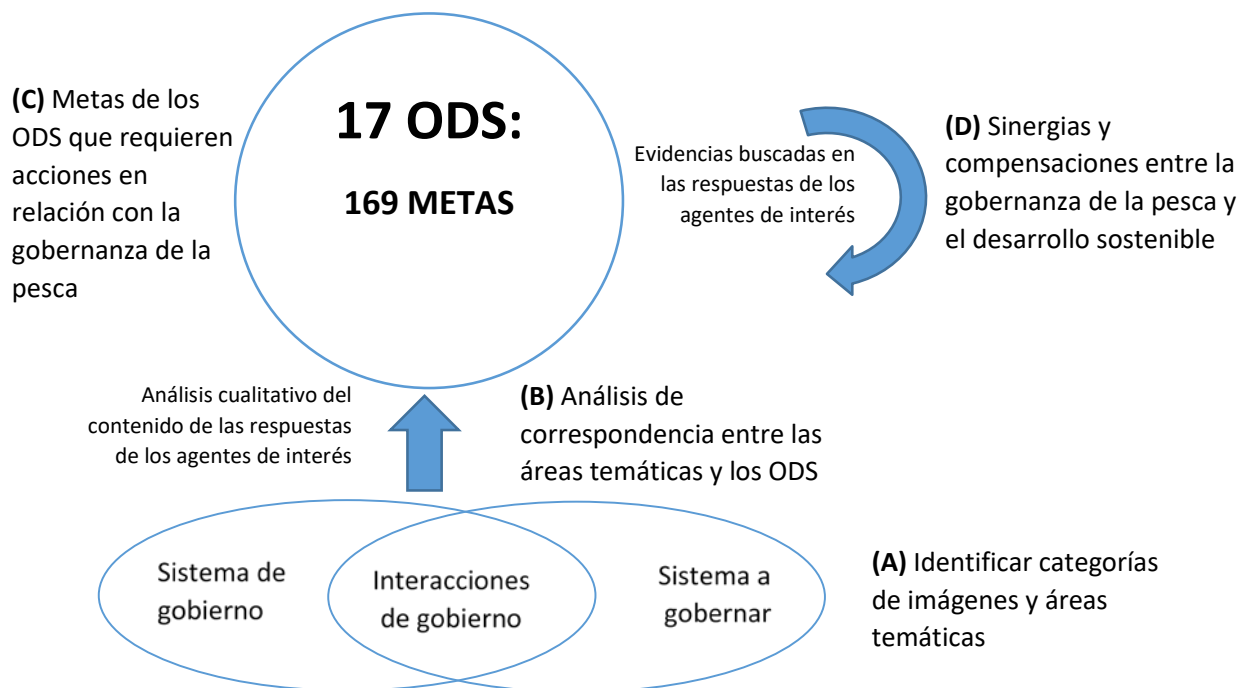 (C) Metas de los
ODS que requieren
acciones en
relación con la
gobernanza de la
pesca
17 ODS:
169 METAS
Evidencias buscadas en
las respuestas de los
agentes de interés
(D) Sinergias y
compensaciones entre la
gobernanza de la pesca y
el desarrollo sostenible
Análisis cualitativo del
contenido de las respuestas
de los agentes de interés
(B) Análisis de
correspondencia entre las
áreas temáticas y los ODS
Sistema de
gobierno
Interacciones
de gobierno
Sistema a
gobernar
(A) Identificar categorías
de imágenes y áreas
temáticas